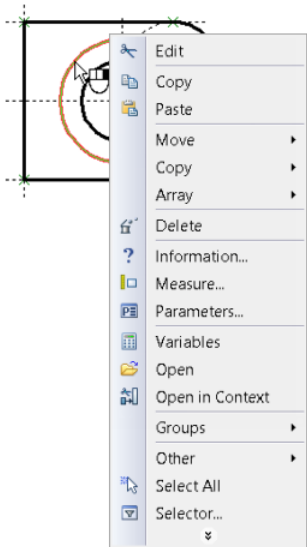 Edit
Copy
Paste
Move
Copy
Array
Delete
Information...
Measure...
Parameters...
Variables
Open
Open in Context
Groups
Other
Select All
Selector...